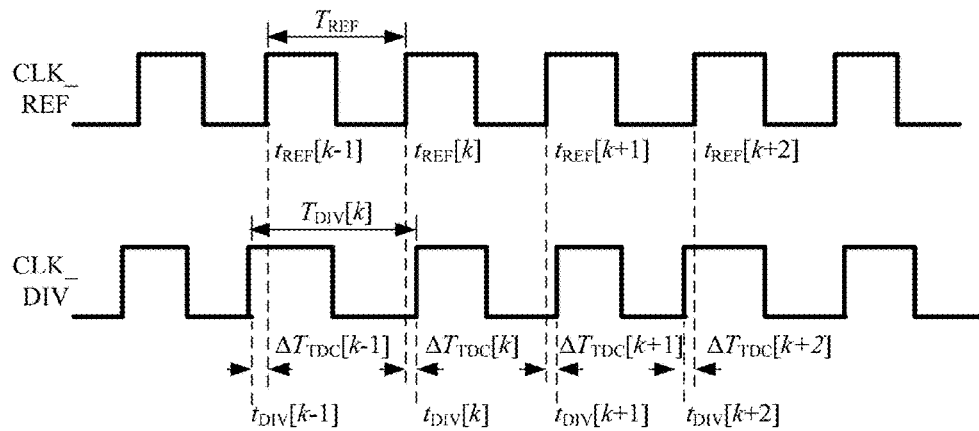 T_REF
CLK_
REF
t_REF[k-1] t_REF[k] t_REF[k+1] t_REF[k+2]
T_DIV[k]
CLK_
DIV
ΔT_TDC[k-1] ΔT_TDC[k] ΔT_TDC[k+1] ΔT_TDC[k+2]
t_DIV[k-1] t_DIV[k] t_DIV[k+1] t_DIV[k+2]